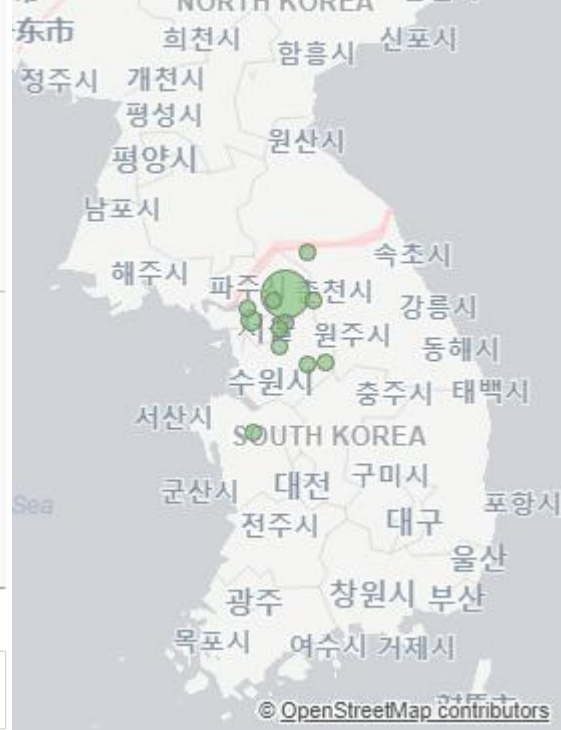 NORTH KOREA
东市
희천시
함흥시
신포시
정주시
개천시
평성시
원산시
평양시
남포시
해주시
속초시
파주
춘천시
강릉시
원주시
동해시
수원시
충주시
태백시
서산시
SOUTH KOREA
대전
구미시
군산시
포항시
Sea
전주시
대구
울산
광주
창원시
부산
목포시
여수시
거제시
© OpenStreetMap contributors